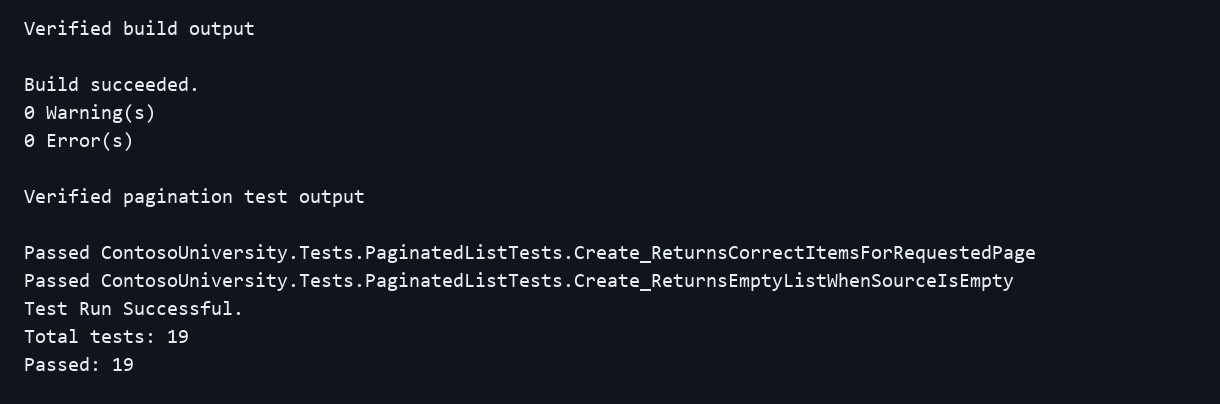 Verified build output
Build succeeded.
0 Warning(s)
0 Error(s)
Verified pagination test output
Passed ContosoUniversity.Tests.PaginatedListTests.Create_ReturnsCorrectItemsForRequestedPage
Passed ContosoUniversity.Tests.PaginatedListTests.Create_ReturnsEmptyListWhenSourceIsEmpty
Test Run Successful.
Total tests: 19
Passed: 19